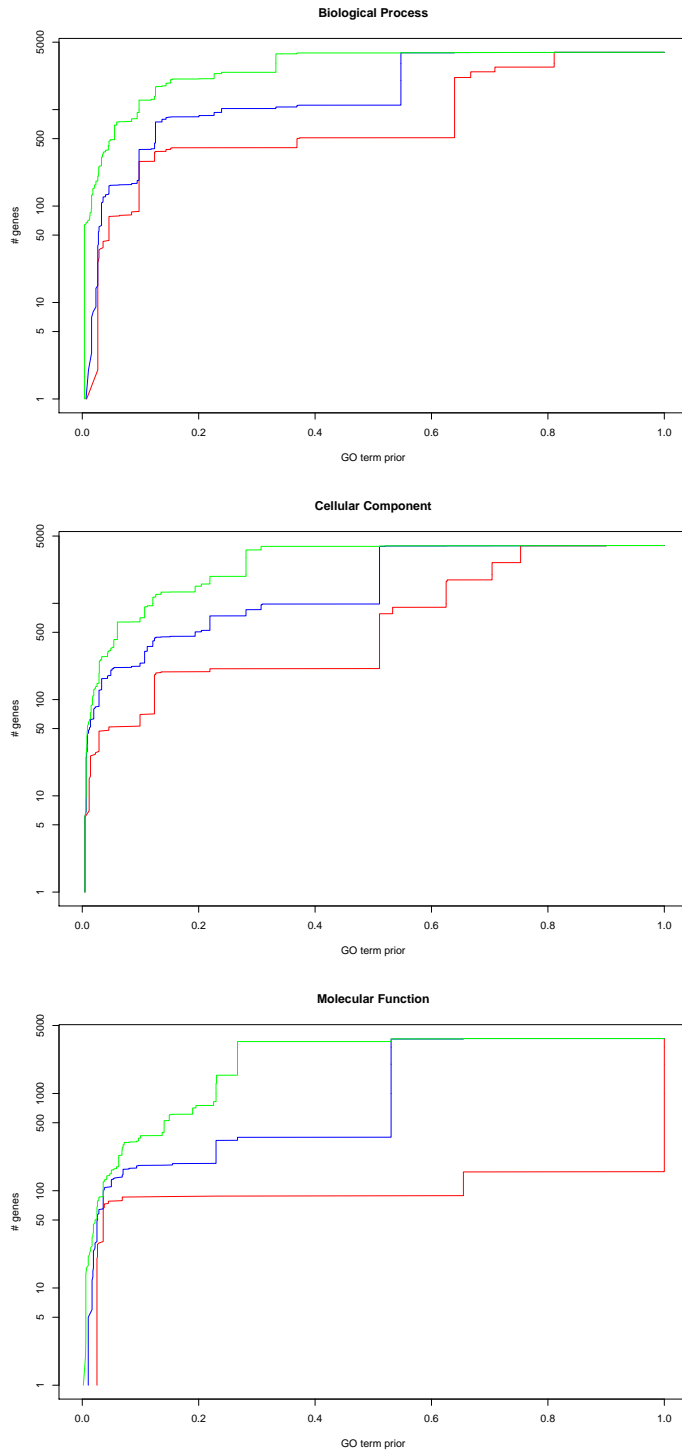 Biological Process
5000
500
100
50
10
5
1
# genes
0.0 0.2 0.4 0.6 0.8 1.0
GO term prior
Cellular Component
5000
500
100
50
10
5
1
# genes
0.0 0.2 0.4 0.6 0.8 1.0
GO term prior
Molecular Function
5000
1000
500
100
50
10
5
1
# genes
0.0 0.2 0.4 0.6 0.8 1.0
GO term prior